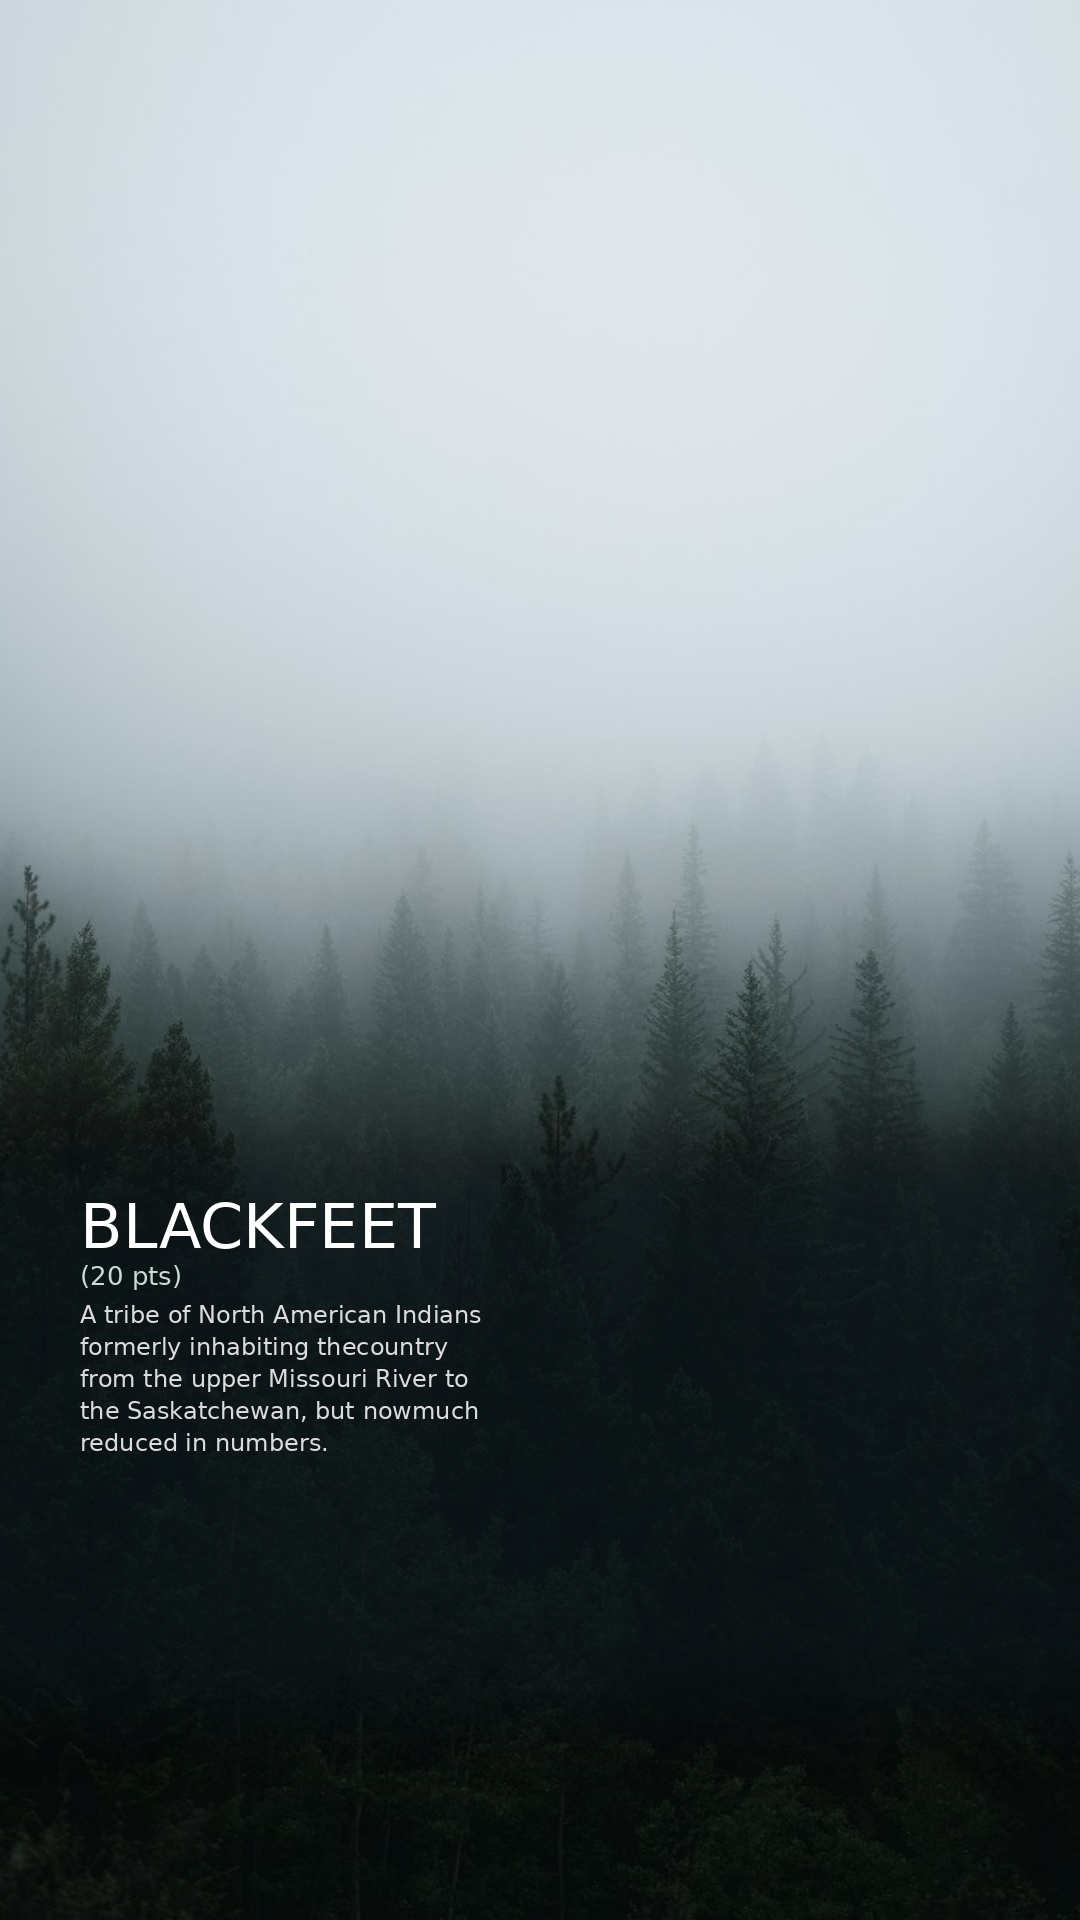 BLACKFEET
(20 pts)
A tribe of North American Indians
formerly inhabiting thecountry
from the upper Missouri River to
the Saskatchewan, but nowmuch
reduced in numbers.